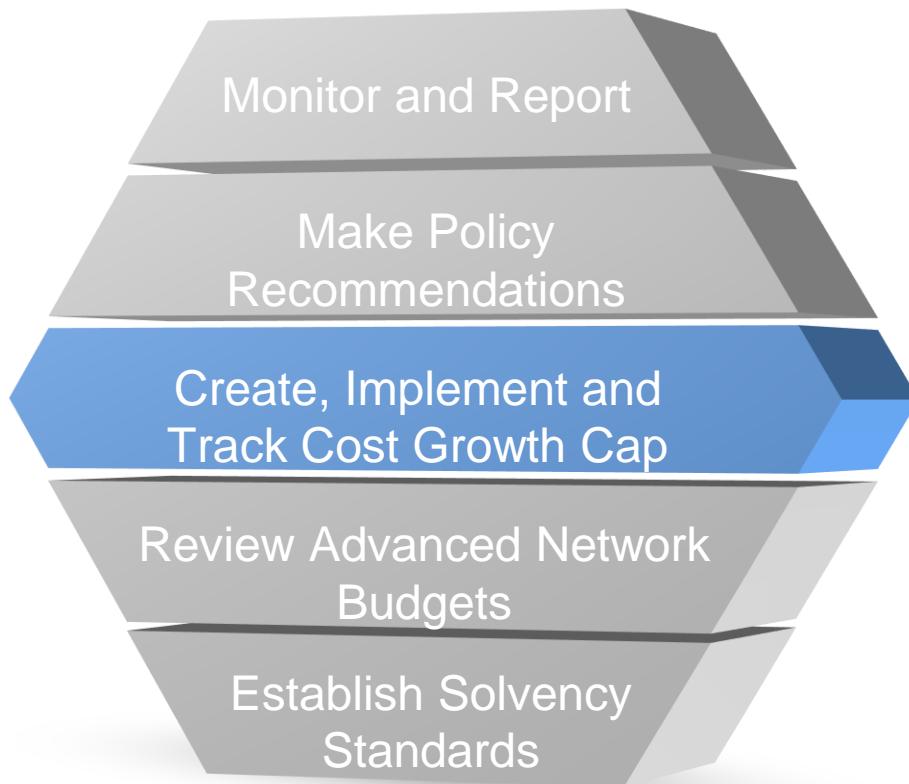 Monitor and Report
Make Policy
Recommendations
Create, Implement and
Track Cost Growth Cap
Review Advanced Network
Budgets
Establish Solvency
Standards